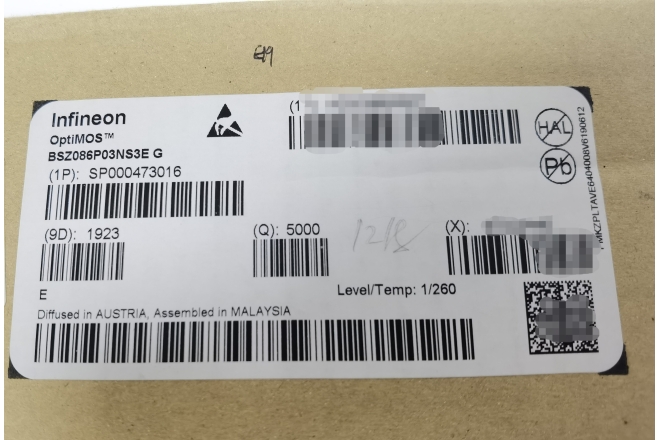 Infineon
OptiMOS™
BSZ086P03NS3E G
(1P): SP000473016
(9D): 1923
(Q): 5000
(X):
HAL
Pb
E
Level/Temp: 1/260
Diffused in AUSTRIA, Assembled in MALAYSIA